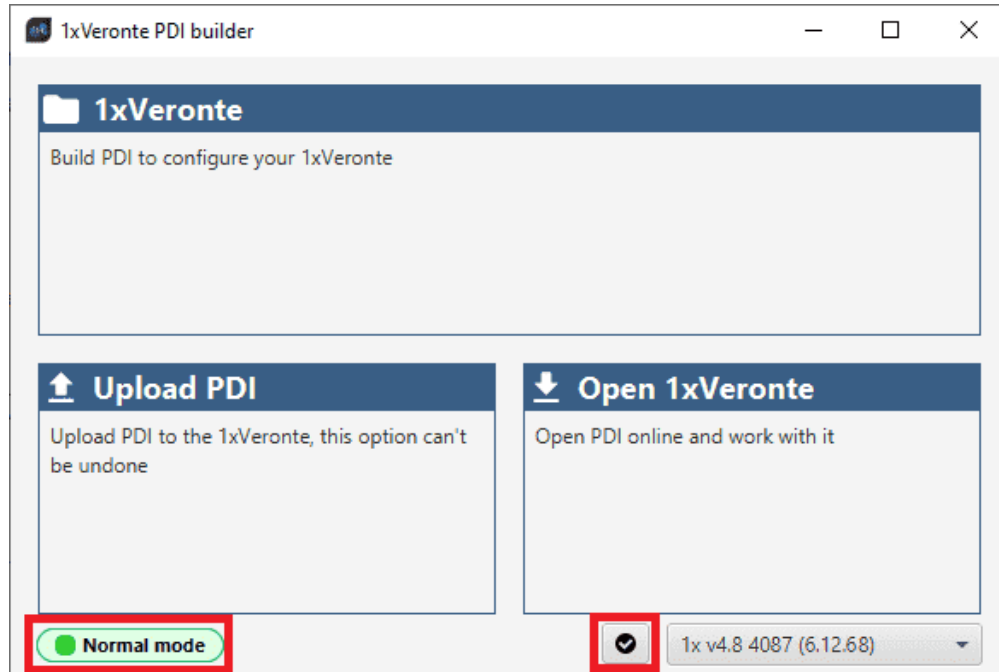 1xVeronte PDI builder
1xVeronte
Build PDI to configure your 1xVeronte
Upload PDI
Upload PDI to the 1xVeronte, this option can't
be undone
Open 1xVeronte
Open PDI online and work with it
Normal mode
1x v4.8 4087 (6.12.68)